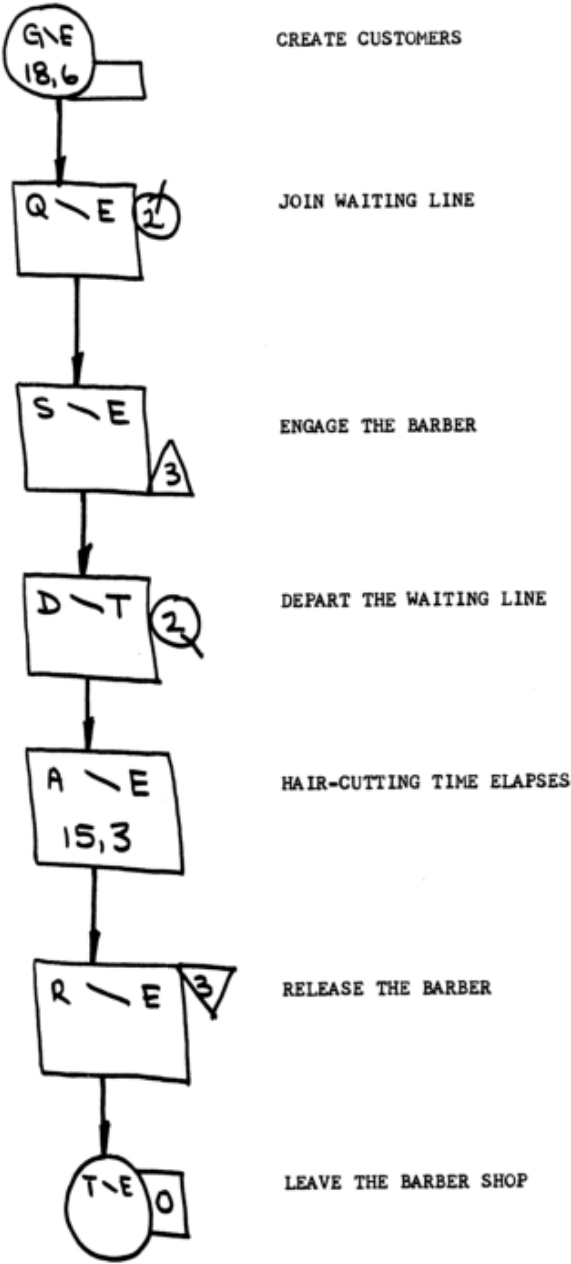 G\E
18,6
CREATE CUSTOMERS
Q \ E
2
JOIN WAITING LINE
S \ E
3
ENGAGE THE BARBER
D \ T
2
DEPART THE WAITING LINE
A \ E
15,3
HAIR-CUTTING TIME ELAPSES
R \ E
3
RELEASE THE BARBER
T\E
0
LEAVE THE BARBER SHOP